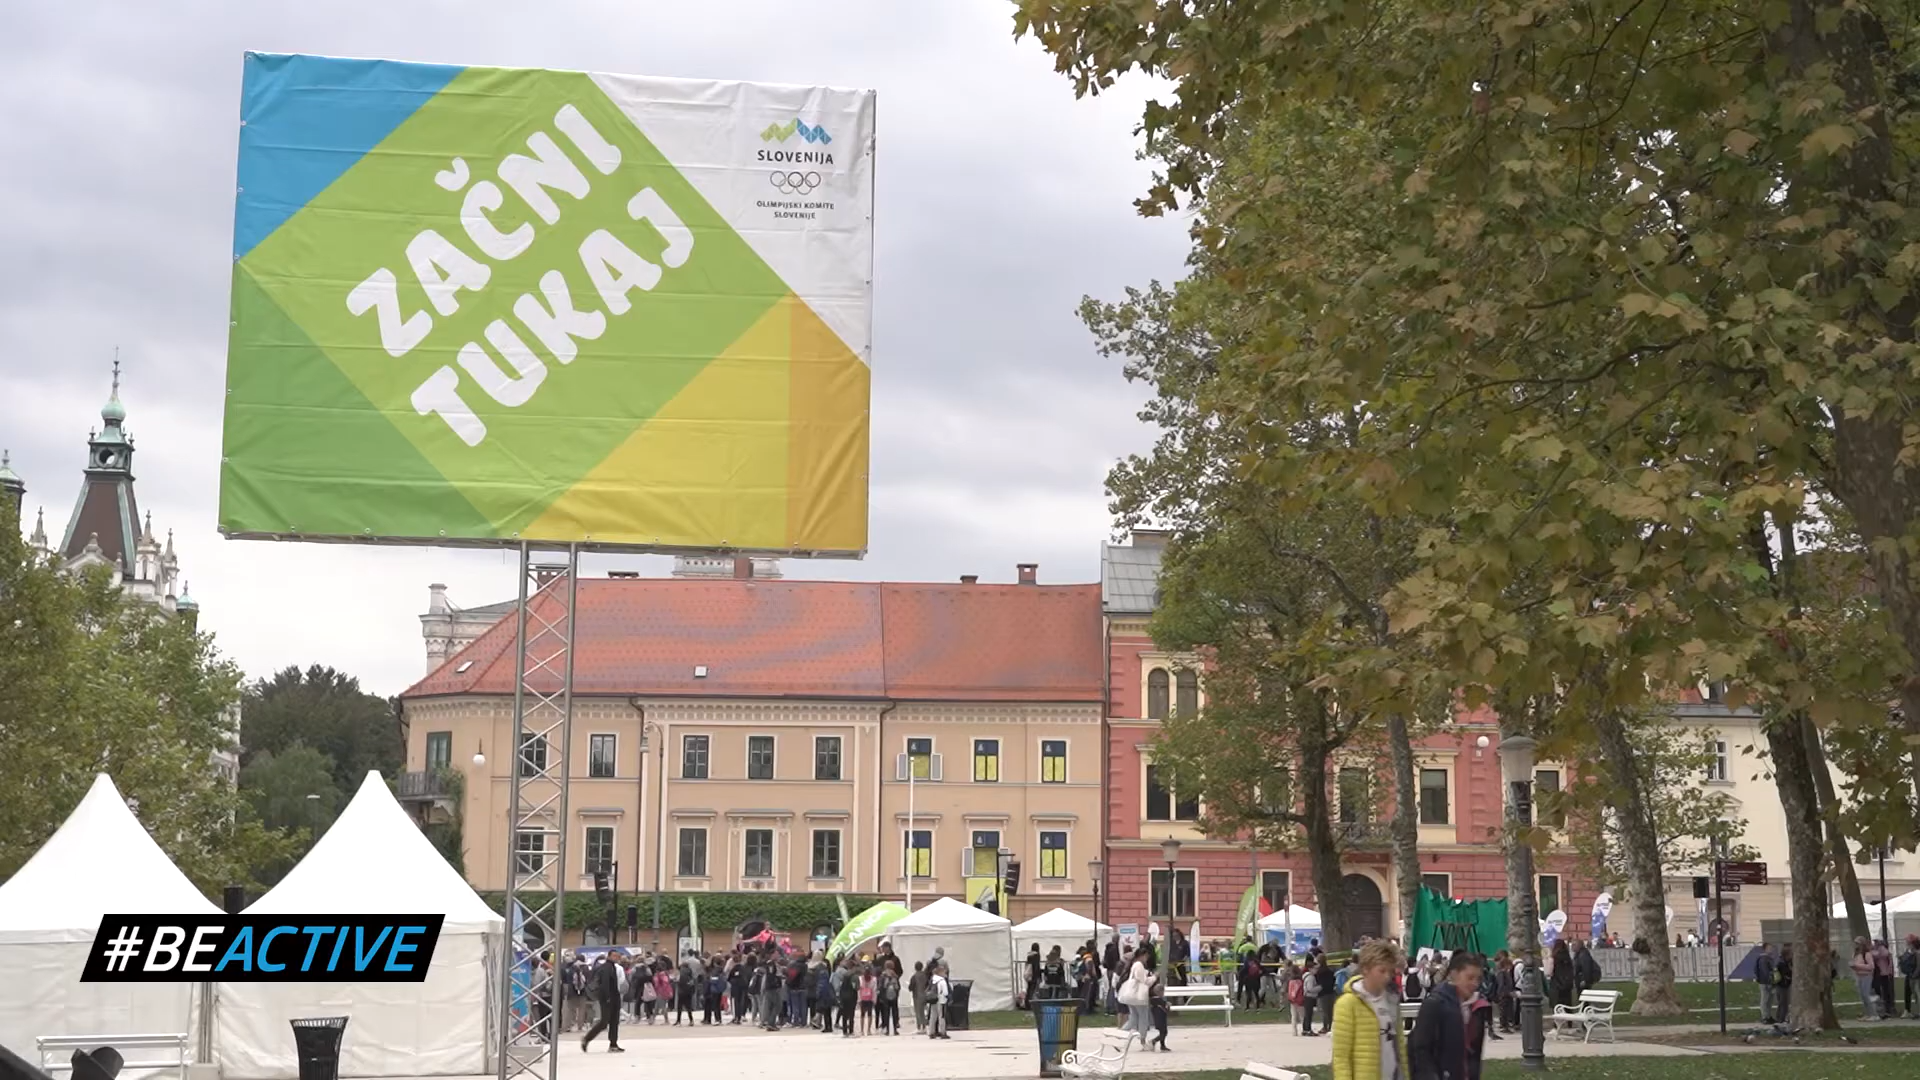 ZAČNI
TUKAJ
SLOVENIJA
OLIMPIJSKI KOMITE
SLOVENIJE
#BEACTIVE